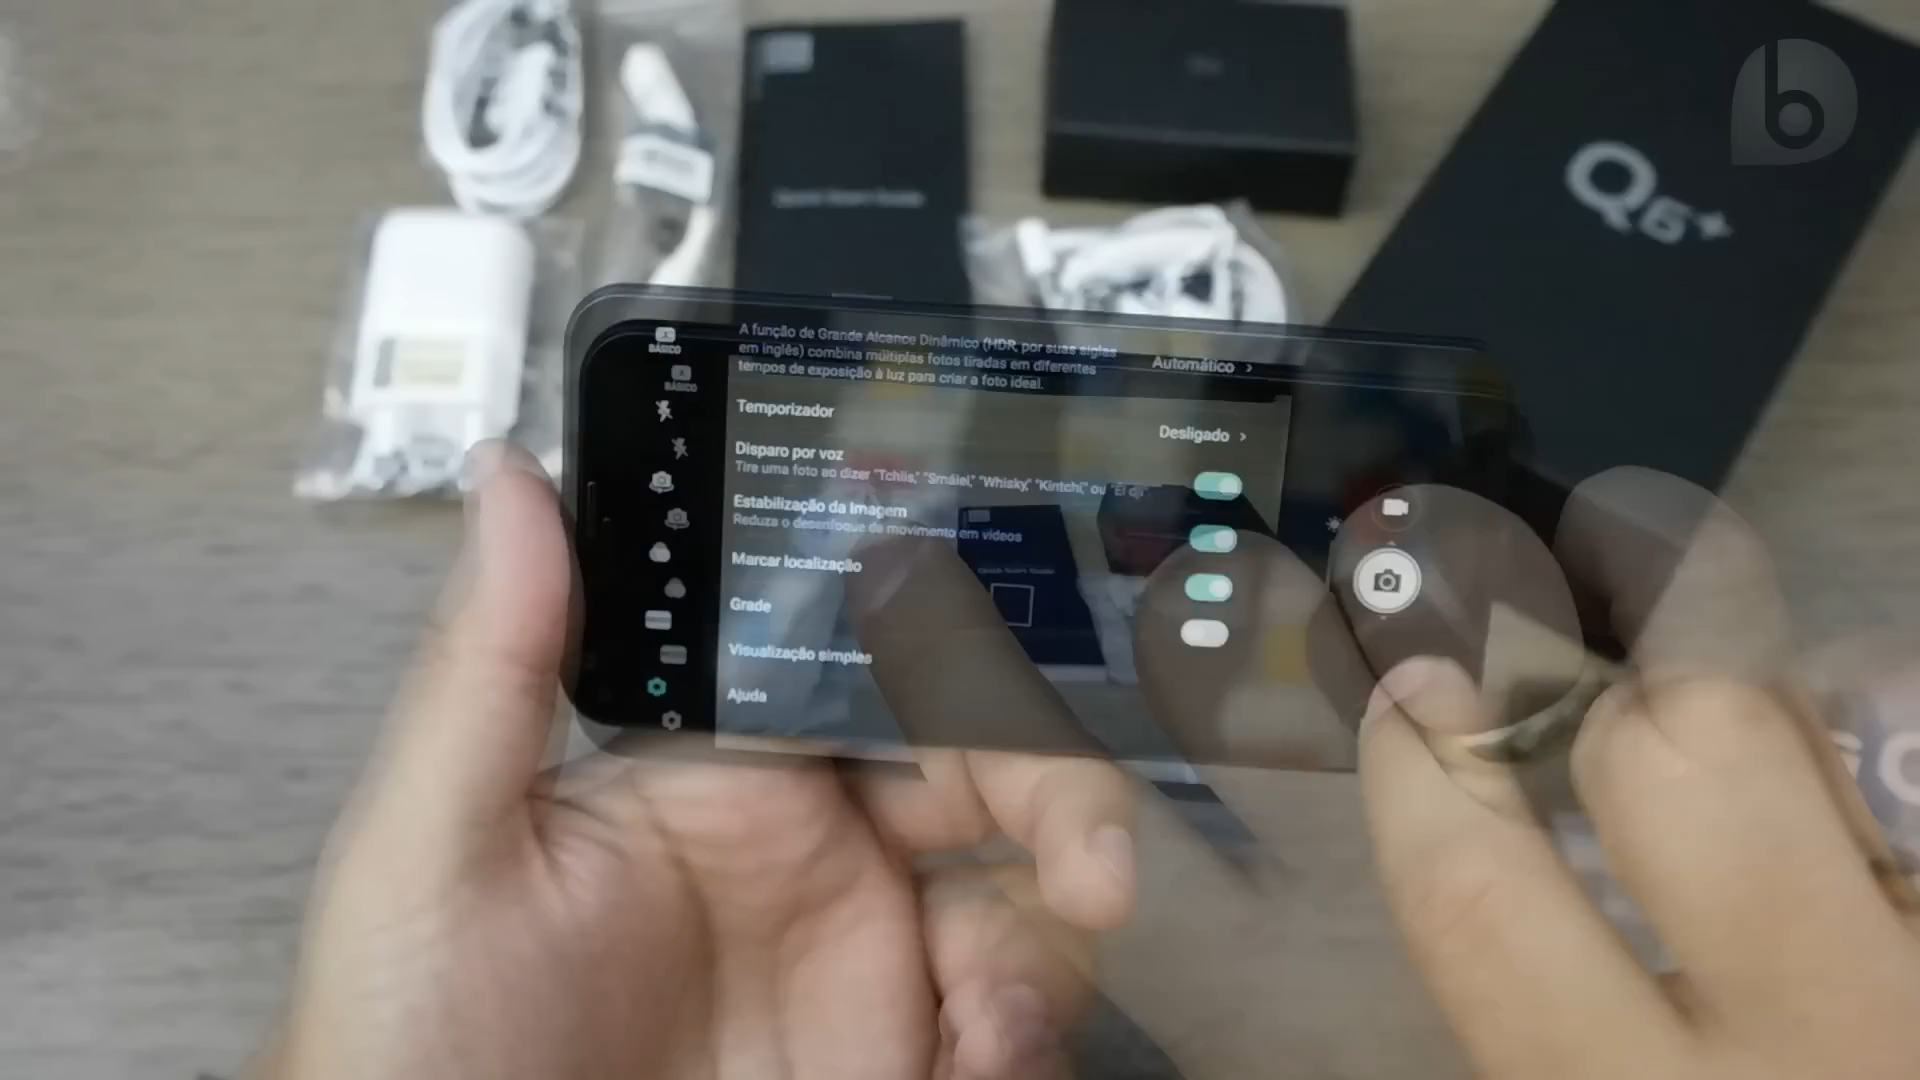 b
Q6+
BÁSICO
BÁSICO
A função de Grande Alcance Dinâmico (HDR, por suas siglas
em inglês) combina múltiplas fotos tiradas em diferentes
tempos de exposição à luz para criar a foto ideal.
Automático >
Temporizador
Desligado >
Disparo por voz
Tire uma foto ao dizer "Tchiis," "Smáiel," "Whisky," "Kimtchi," ou
Estabilização da Imagem
Reduza o desenfoque de movimento em vídeos
Marcar localização
Grade
Visualização simples
Ajuda